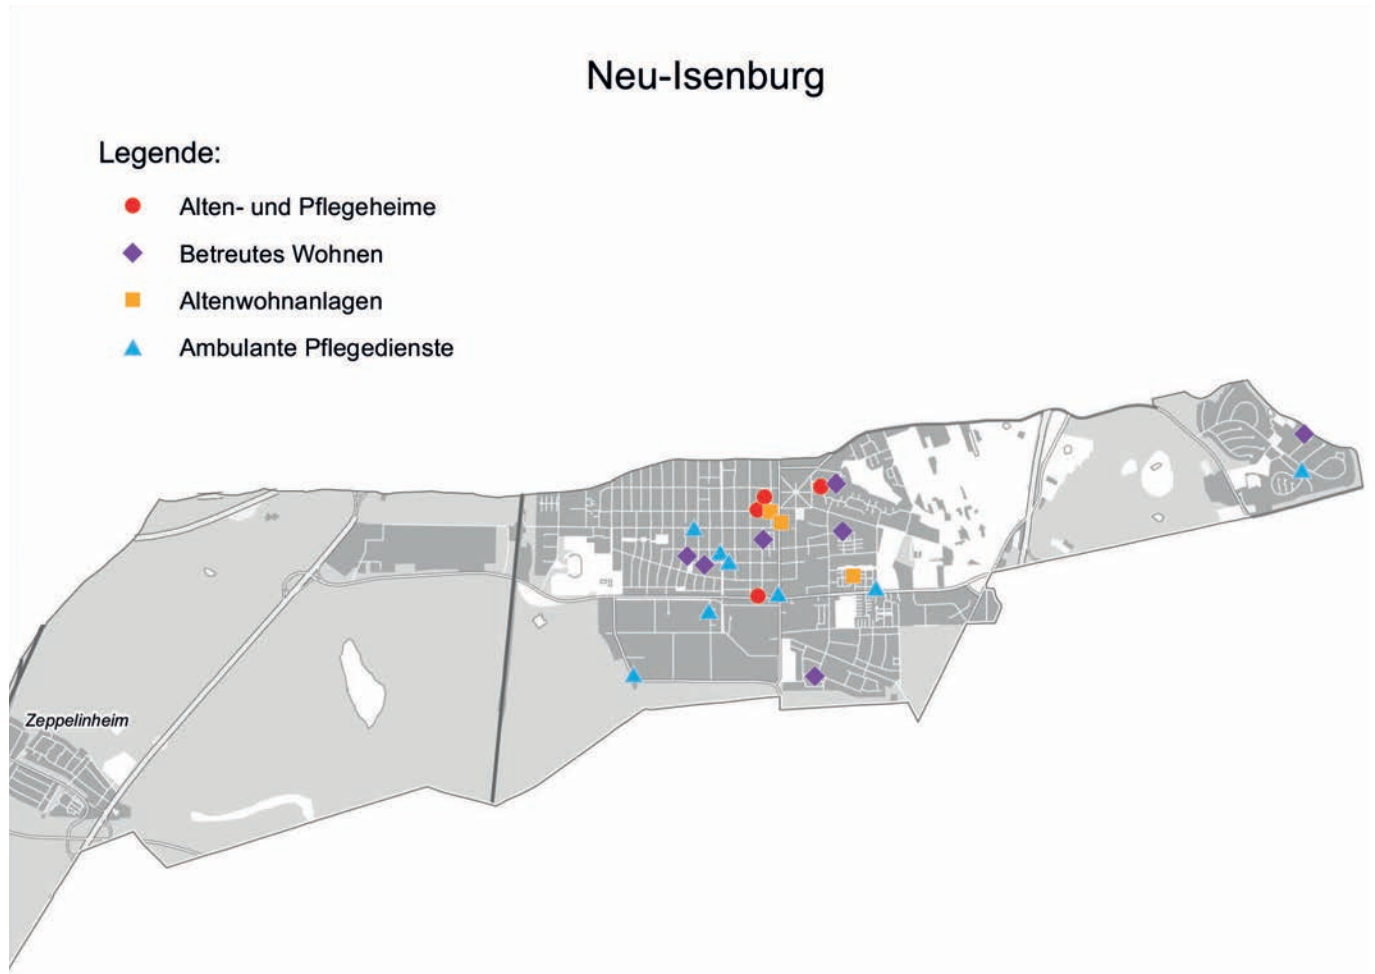 Neu-Isenburg
Legende:
Alten- und Pflegeheime
Betreutes Wohnen
Altenwohnanlagen
Ambulante Pflegedienste
Zeppelinheim